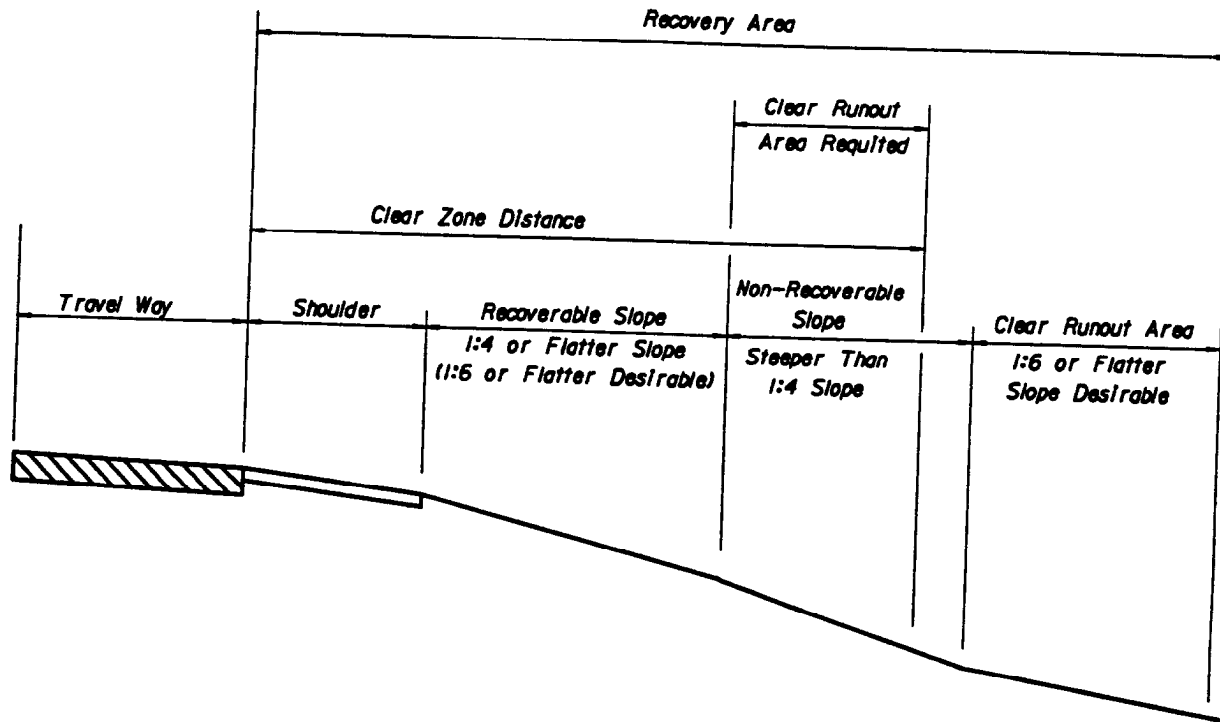 Recovery Area
Clear Runout
Area Requited
Clear Zone Distance
Travel Way
Shoulder
Recoverable Slope
1:4 or Flatter Slope
(1:6 or Flatter Desirable)
Non-Recoverable
Slope
Steeper Than
1:4 Slope
Clear Runout Area
1:6 or Flatter
Slope Desirable